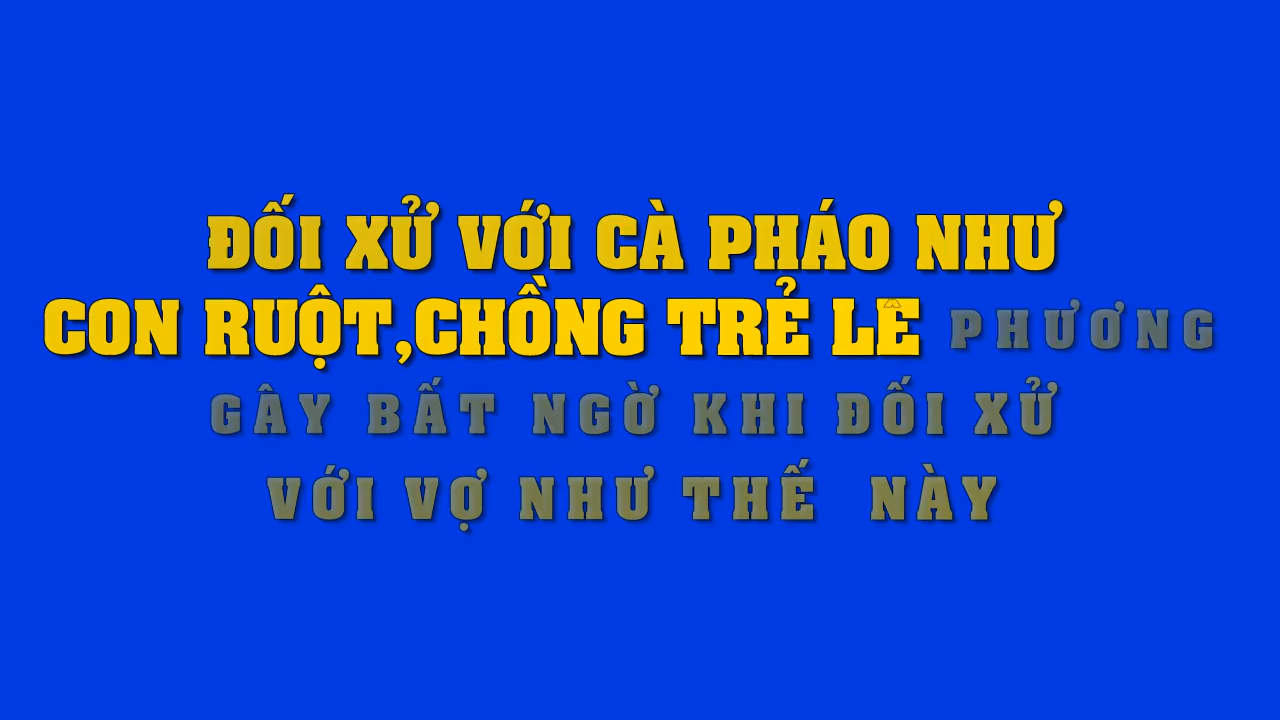 ĐỐI XỬ VỚI CÀ PHÁO NHƯ
CON RUỘT,CHỒNG TRẺ LÊ PHƯƠNG
GÂY BẤT NGỜ KHI ĐỐI XỬ
VỚI VỢ NHƯ THẾ NÀY